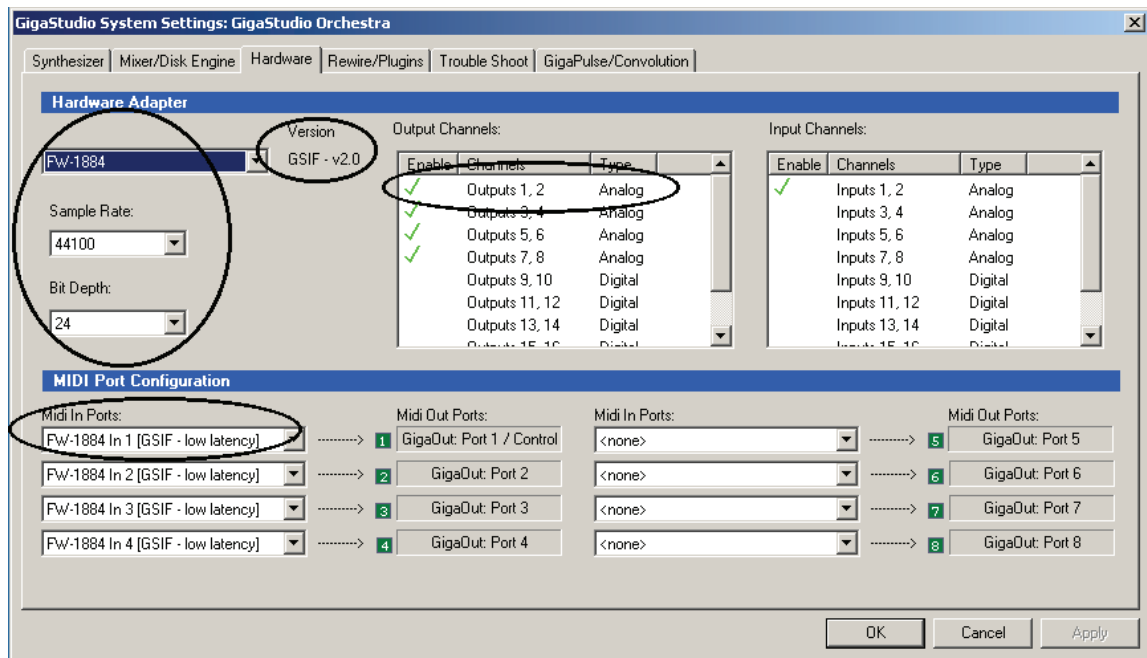 GigaStudio System Settings: GigaStudio Orchestra
Synthesizer Mixer/Disk Engine Hardware Rewire/Plugins Trouble Shoot GigaPulse/Convolution
Hardware Adapter
FW-1884
Version
GSIF - v2.0
Sample Rate:
44100
Bit Depth:
24
Output Channels:
Enable Channels Type
Outputs 1, 2 Analog
Outputs 3, 4 Analog
Outputs 5, 6 Analog
Outputs 7, 8 Analog
Outputs 9, 10 Digital
Outputs 11, 12 Digital
Outputs 13, 14 Digital
Outputs 15, 16 Digital
Input Channels:
Enable Channels Type
Inputs 1, 2 Analog
Inputs 3, 4 Analog
Inputs 5, 6 Analog
Inputs 7, 8 Analog
Inputs 9, 10 Digital
Inputs 11, 12 Digital
Inputs 13, 14 Digital
Inputs 15, 16 Digital
MIDI Port Configuration
Midi In Ports: Midi Out Ports: Midi In Ports: Midi Out Ports:
FW-1884 In 1 [GSIF - low latency] ---------> 1 GigaOut: Port 1 / Control <none> ---------> 5 GigaOut: Port 5
FW-1884 In 2 [GSIF - low latency] ---------> 2 GigaOut: Port 2 <none> ---------> 6 GigaOut: Port 6
FW-1884 In 3 [GSIF - low latency] ---------> 3 GigaOut: Port 3 <none> ---------> 7 GigaOut: Port 7
FW-1884 In 4 [GSIF - low latency] ---------> 4 GigaOut: Port 4 <none> ---------> 8 GigaOut: Port 8
OK Cancel Apply